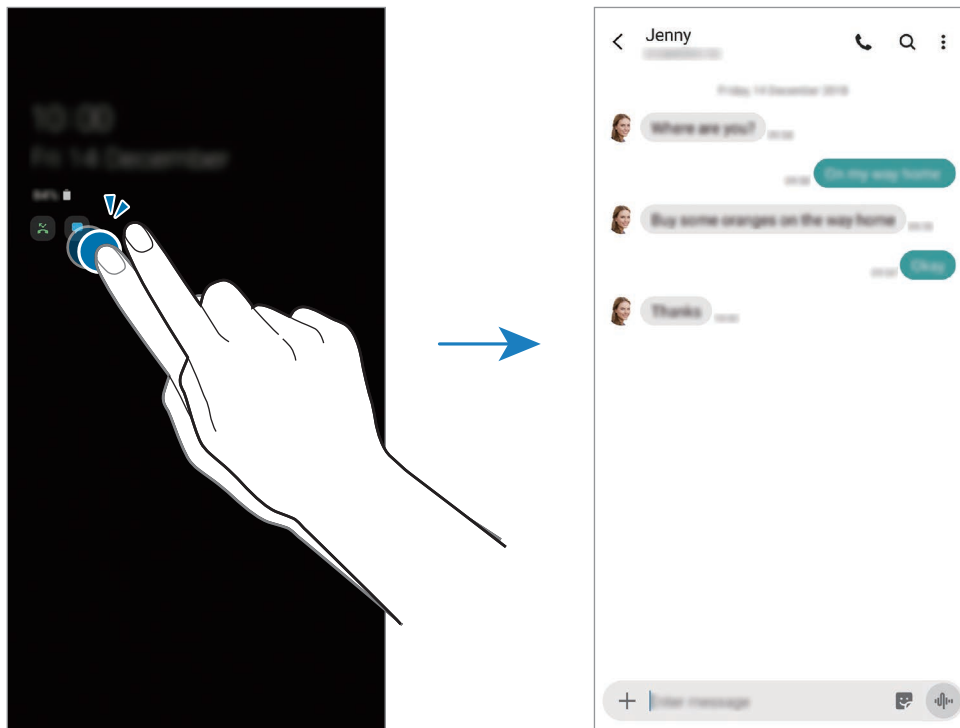 10:00
Fri 14 December
84%
Jenny
Friday, 14 December 2018
Where are you?
On my way home
Buy some oranges on the way home
Okay
Thanks
Enter message